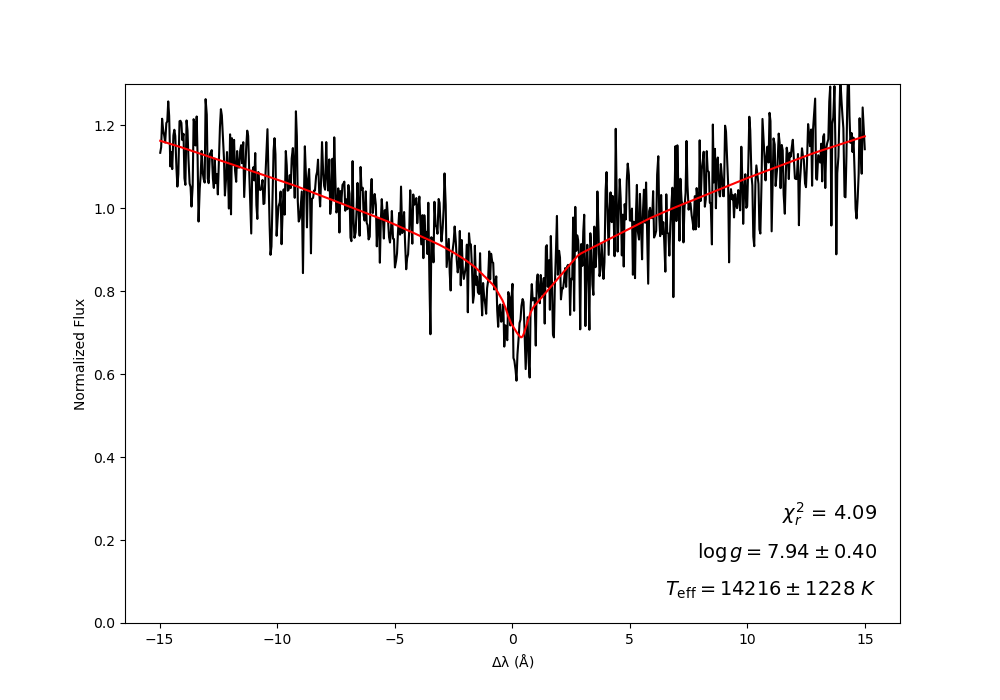 1.2
1.0
0.8
0.6
0.4
0.2
0.0
Normalized Flux
χ²ᵣ = 4.09
log g = 7.94 ± 0.40
T_eff = 14216 ± 1228 K
−15 −10 −5 0 5 10 15
Δλ (Å)